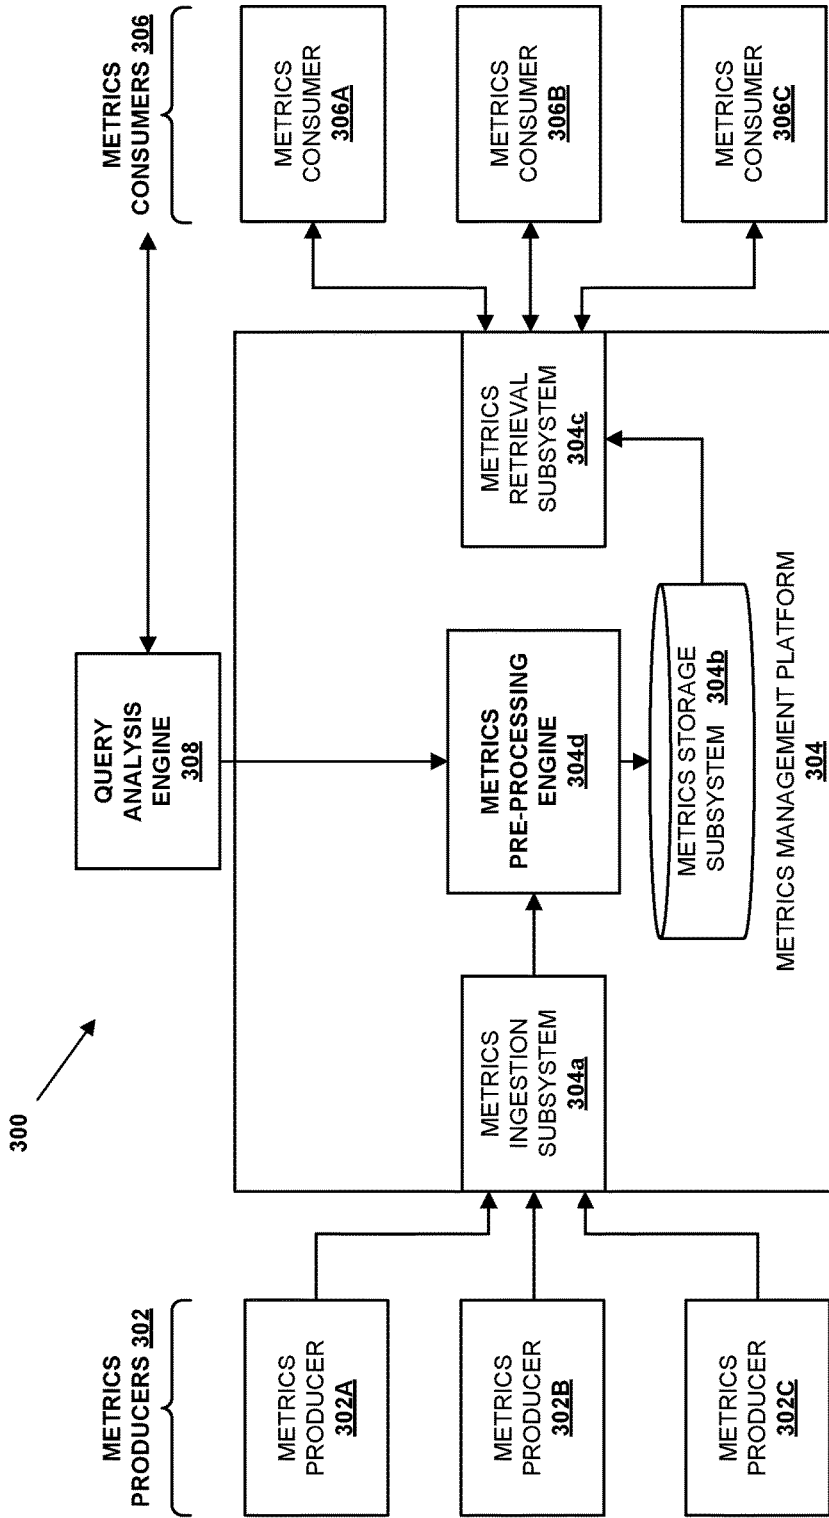 300
METRICS
PRODUCERS 302
METRICS
PRODUCER
302A
METRICS
PRODUCER
302B
METRICS
PRODUCER
302C
QUERY
ANALYSIS
ENGINE
308
METRICS
INGESTION
SUBSYSTEM
304a
METRICS
PRE-PROCESSING
ENGINE
304d
METRICS STORAGE
SUBSYSTEM 304b
METRICS
RETRIEVAL
SUBSYSTEM
304c
METRICS MANAGEMENT PLATFORM
304
METRICS
CONSUMERS 306
METRICS
CONSUMER
306A
METRICS
CONSUMER
306B
METRICS
CONSUMER
306C